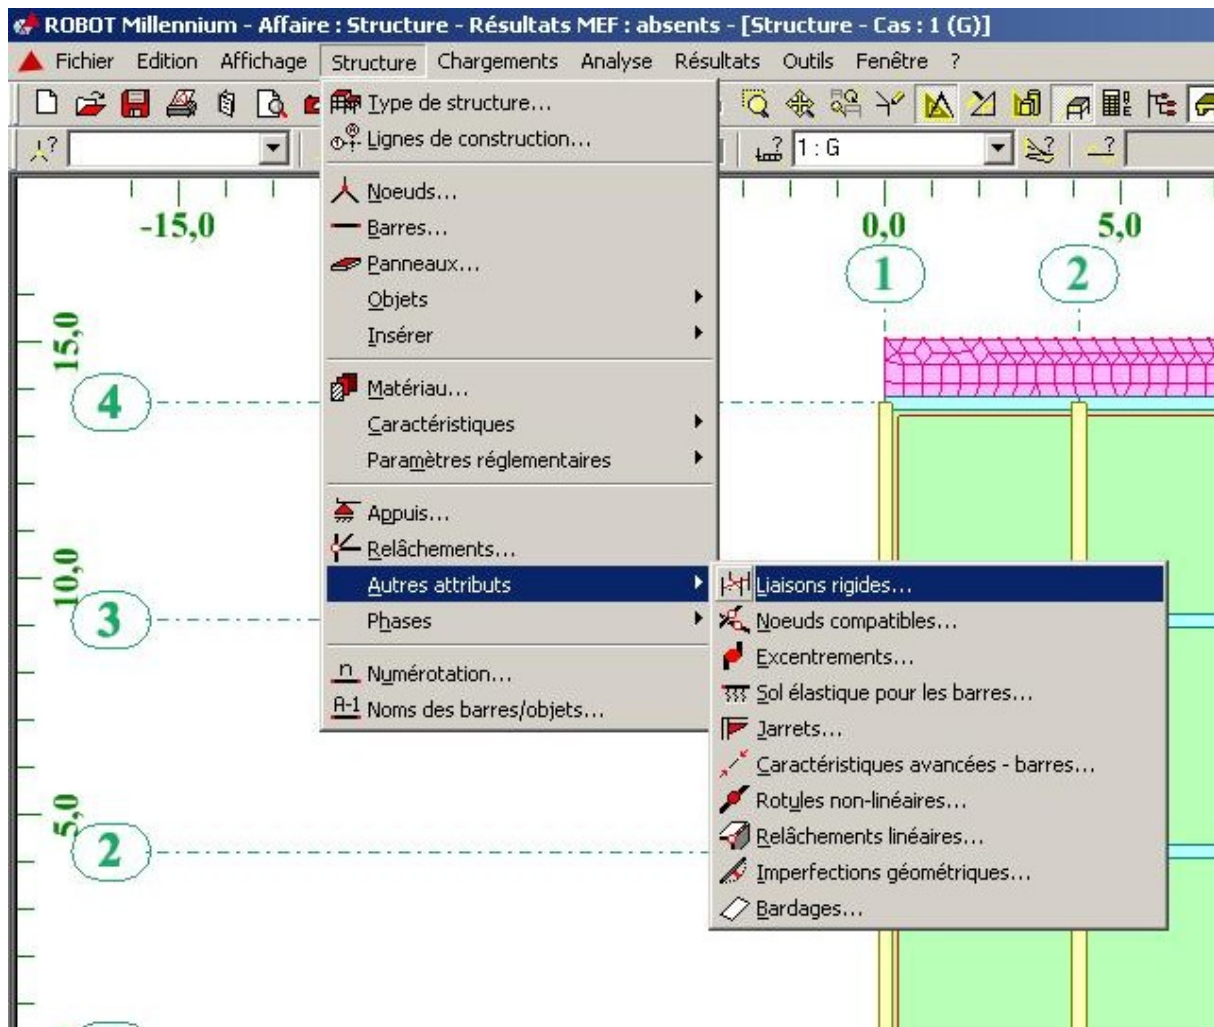 ROBOT Millennium - Affaire : Structure - Résultats MEF : absents - [Structure - Cas : 1 (G)]
Fichier Edition Affichage Structure Chargements Analyse Résultats Outils Fenêtre ?
Type de structure...
Lignes de construction...
1 : G
Noeuds...
Barres...
Panneaux...
Objets
Insérer
Matériau...
Caractéristiques
Paramètres réglementaires
Appuis...
Relâchements...
Autres attributs
Phases
n Numérotation...
A-1 Noms des barres/objets...
Liaisons rigides...
Noeuds compatibles...
Excentrements...
Sol élastique pour les barres...
Jarrets...
Caractéristiques avancées - barres...
Rotules non-linéaires...
Relâchements linéaires...
Imperfections géométriques...
Bardages...
-15,0
0,0
5,0
1
2
15,0
4
10,0
3
5,0
2